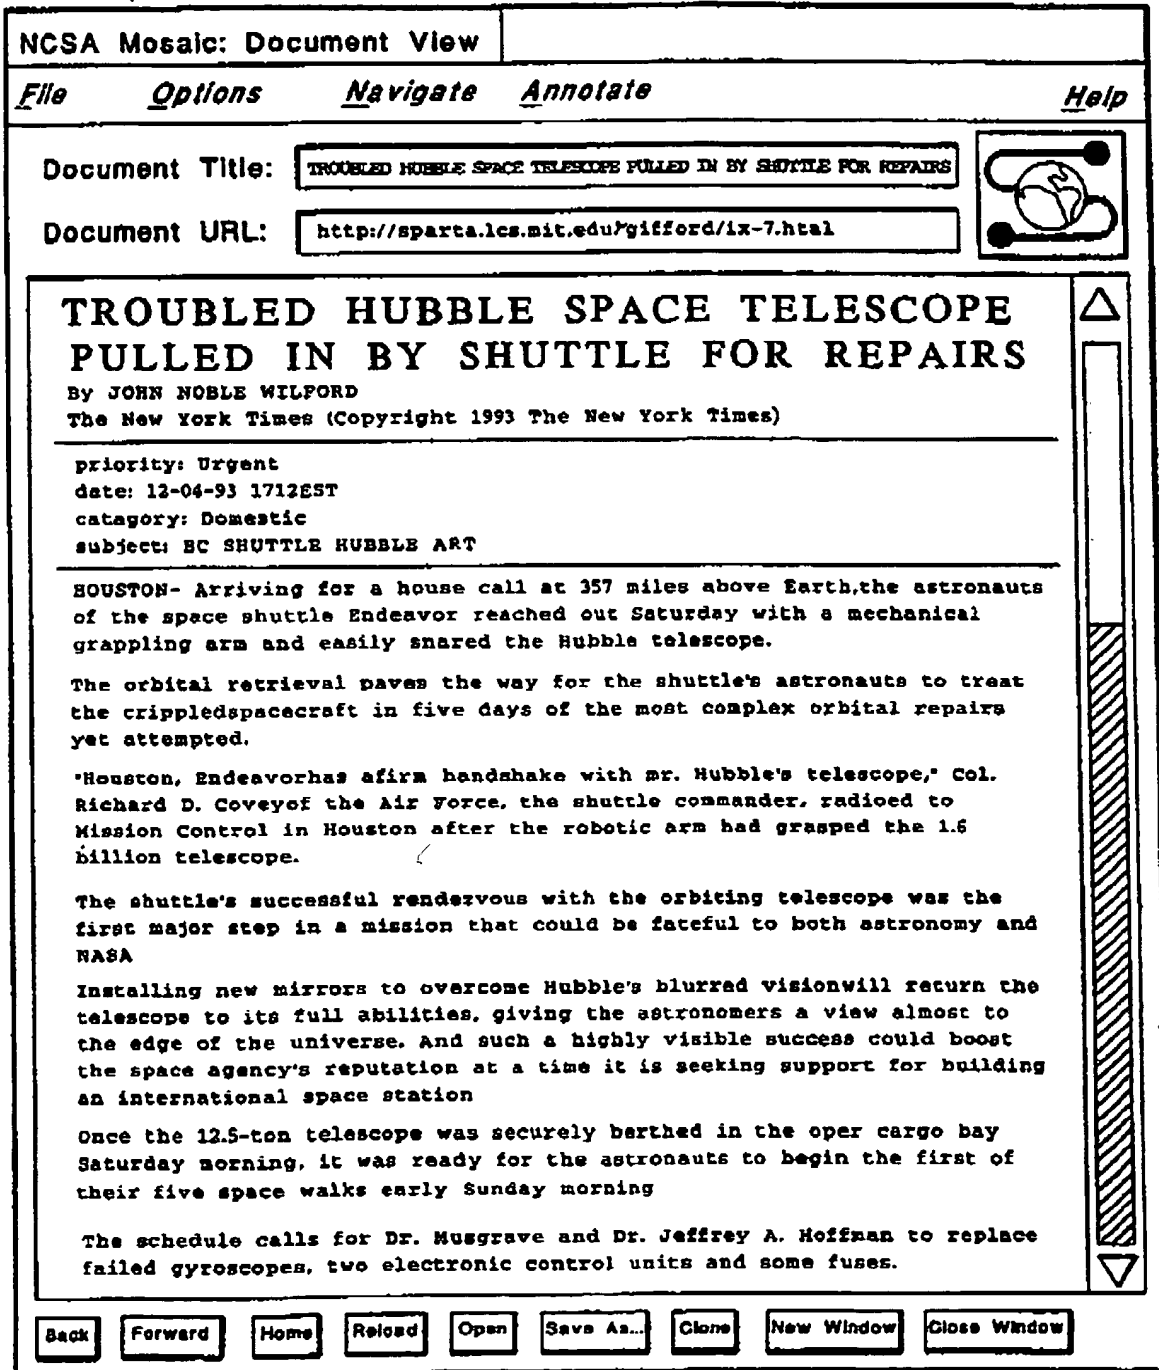 NCSA Mosaic: Document View
File Options Navigate Annotate Help
Document Title: TROUBLED HUBBLE SPACE TELESCOPE PULLED IN BY SHUTTLE FOR REPAIRS
Document URL: http://sparta.lcs.mit.edu/~gifford/ix-7.html
TROUBLED HUBBLE SPACE TELESCOPE
PULLED IN BY SHUTTLE FOR REPAIRS
By JOHN NOBLE WILFORD
The New York Times (Copyright 1993 The New York Times)
priority: Urgent
date: 12-04-93 1712EST
catagory: Domestic
subject: BC SHUTTLE HUBBLE ART
HOUSTON- Arriving for a house call at 357 miles above Earth,the astronauts
of the space shuttle Endeavor reached out Saturday with a mechanical
grappling arm and easily snared the Hubble telescope.
The orbital retrieval paves the way for the shuttle's astronauts to treat
the crippledspacecraft in five days of the most complex orbital repairs
yet attempted.
"Houston, Endeavorhas afirm handshake with mr. Hubble's telescope," Col.
Richard D. Coveyof the Air Force, the shuttle commander, radioed to
Mission Control in Houston after the robotic arm had grasped the 1.6
billion telescope.
The shuttle's successful rendezvous with the orbiting telescope was the
first major step in a mission that could be fateful to both astronomy and
NASA
Installing new mirrors to overcome Hubble's blurred visionwill return the
telescope to its full abilities, giving the astronomers a view almost to
the edge of the universe. And such a highly visible success could boost
the space agency's reputation at a time it is seeking support for building
an international space station
Once the 12.5-ton telescope was securely berthed in the oper cargo bay
Saturday morning, it was ready for the astronauts to begin the first of
their five space walks early Sunday morning
The schedule calls for Dr. Musgrave and Dr. Jeffrey A. Hoffman to replace
failed gyroscopes, two electronic control units and some fuses.
Back Forward Home Reload Open Save As... Clone New Window Close Window